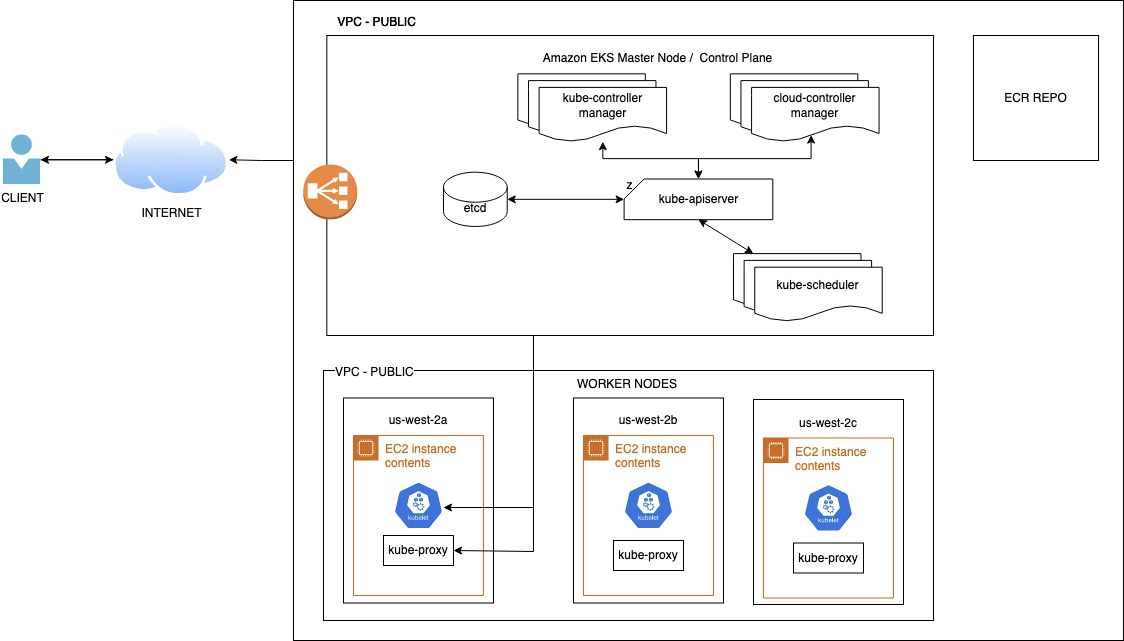 VPC - PUBLIC
Amazon EKS Master Node / Control Plane
kube-controller
manager
cloud-controller
manager
ECR REPO
CLIENT
INTERNET
etcd
z
kube-apiserver
kube-scheduler
VPC - PUBLIC
WORKER NODES
us-west-2a
EC2 instance
contents
kubelet
kube-proxy
us-west-2b
EC2 instance
contents
kubelet
kube-proxy
us-west-2c
EC2 instance
contents
kubelet
kube-proxy